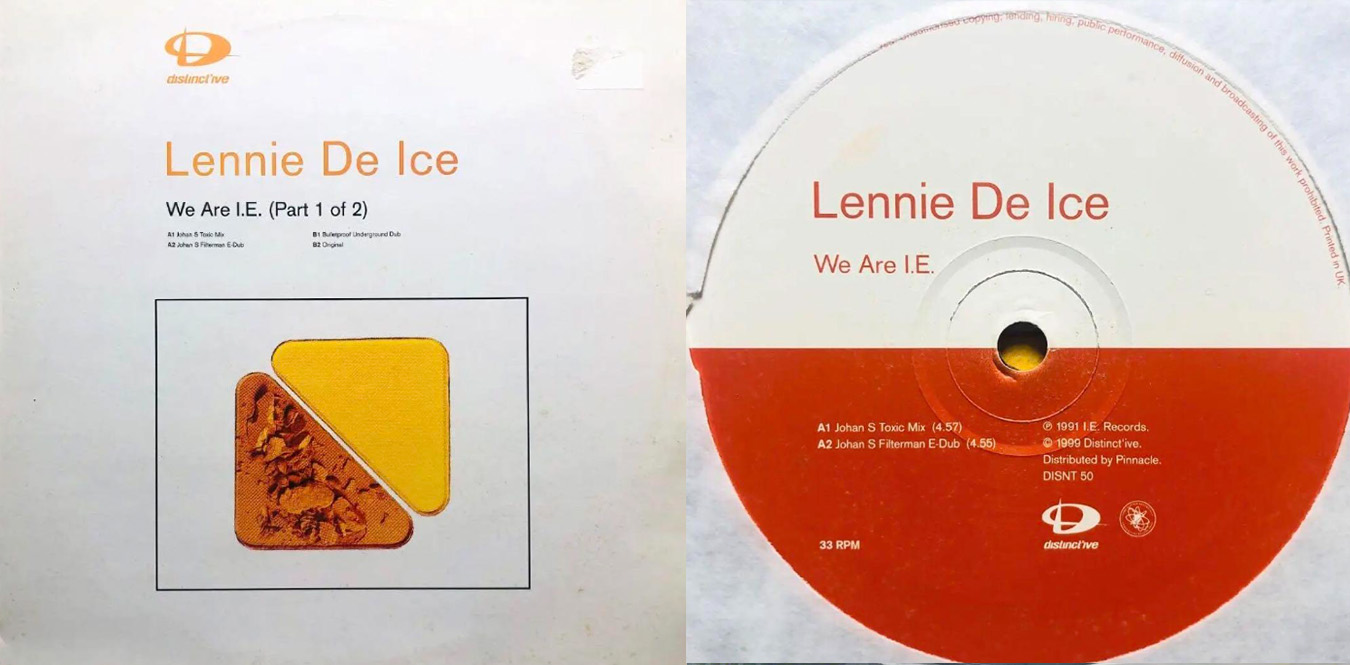 distinct'ive
Lennie De Ice
We Are I.E. (Part 1 of 2)
A1 Johan S Toxic Mix
A2 Johan S Filterman E-Dub
B1 Bulletproof Underground Dub
B2 Original
copying, lending, hiring, public performance, diffusion and broadcasting of this work prohibited. Printed in UK.
Lennie De Ice
We Are I.E.
A1 Johan S Toxic Mix (4.57)
A2 Johan S Filterman E-Dub (4.55)
℗ 1991 I.E. Records.
© 1999 Distinct'ive.
Distributed by Pinnacle.
DISNT 50
distinct'ive
33 RPM